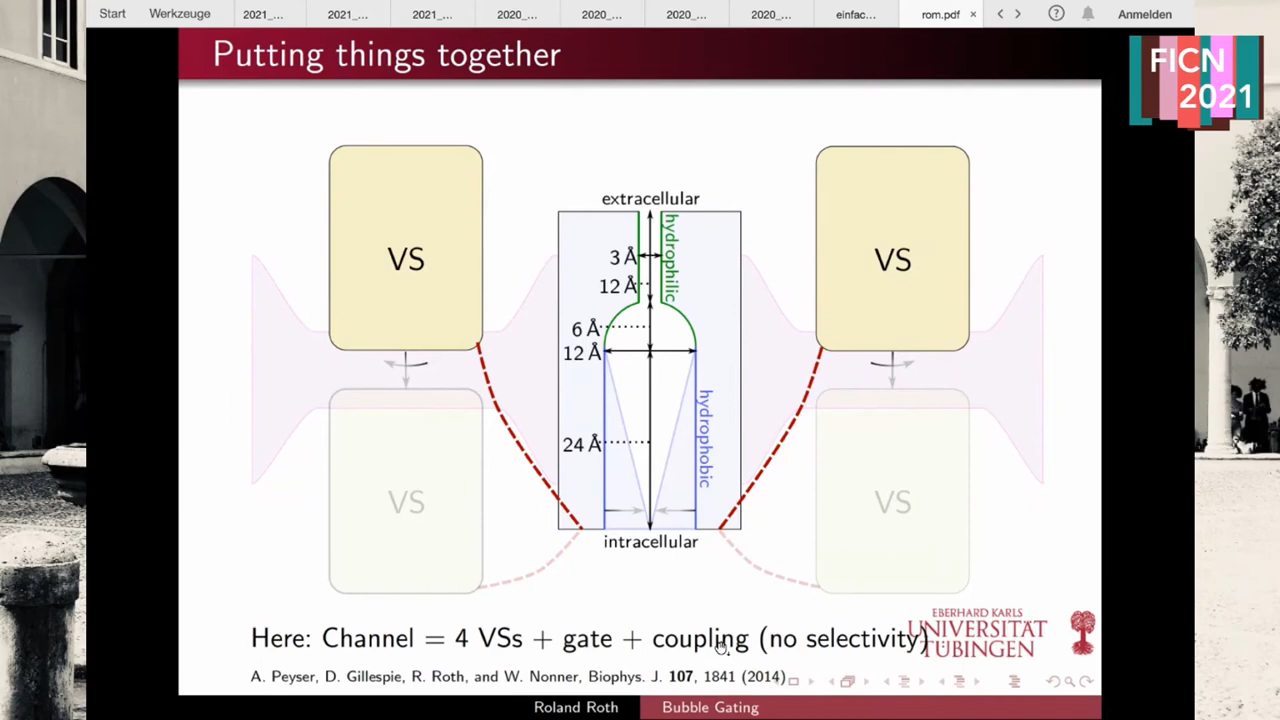 Start Werkzeuge 2021_... 2021_... 2021_... 2020_... 2020_... 2020_... 2020_... einfac... rom.pdf × ? Anmelden
FICN
2021
Putting things together
VS
VS
extracellular
hydrophilic
3 Å
12 Å
6 Å
12 Å
hydrophobic
24 Å
VS
VS
intracellular
Here: Channel = 4 VSs + gate + coupling (no selectivity)
EBERHARD KARLS
UNIVERSITÄT
TÜBINGEN
A. Peyser, D. Gillespie, R. Roth, and W. Nonner, Biophys. J. 107, 1841 (2014)
Roland Roth Bubble Gating